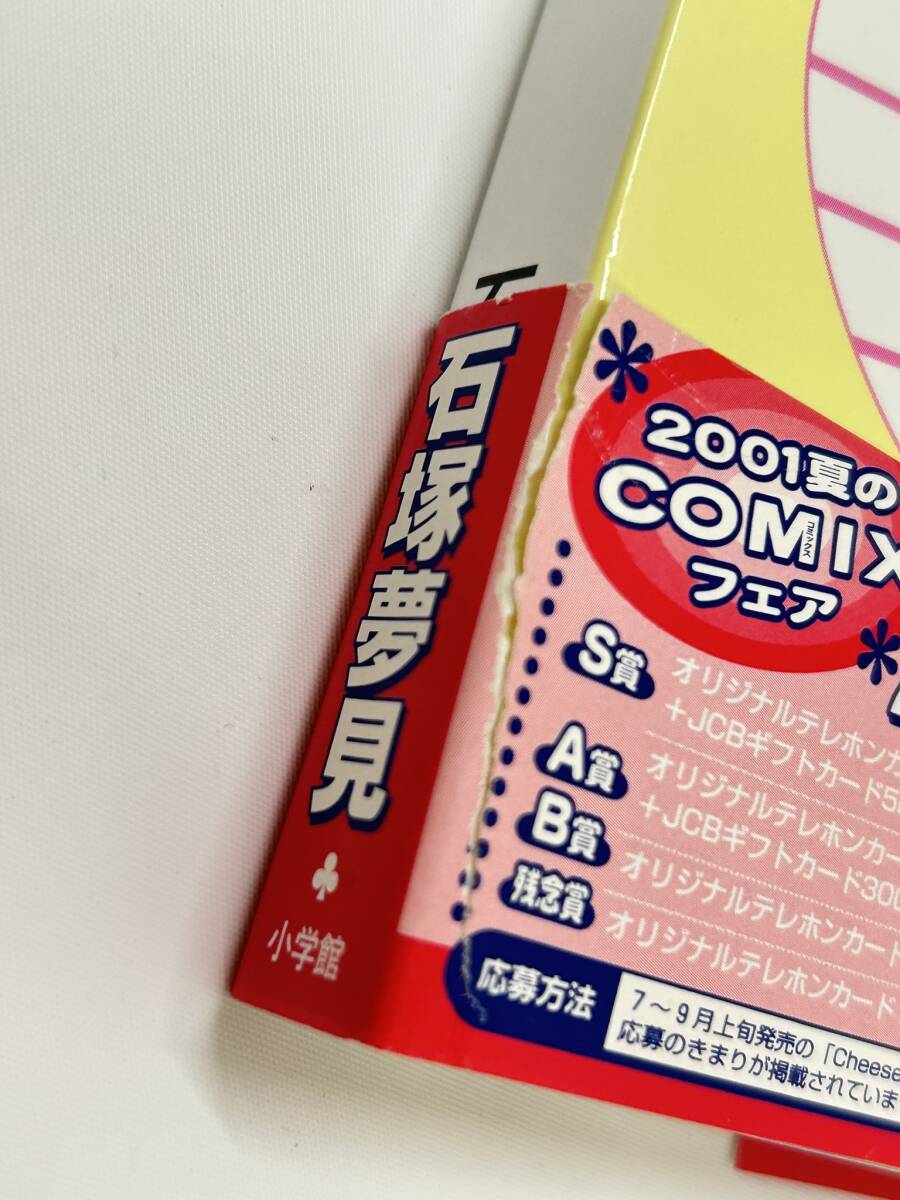 石塚夢見
♣
小学館
2001夏の
COMIX
コミックス
フェア
S賞
オリジナルテレホンカ
+JCBギフトカード50
A賞
オリジナルテレホンカー
+JCBギフトカード300
B賞
オリジナルテレホンカード
残念賞
オリジナルテレホンカード
応募方法
7〜9月上旬発売の「Cheese
応募のきまりが掲載されていま